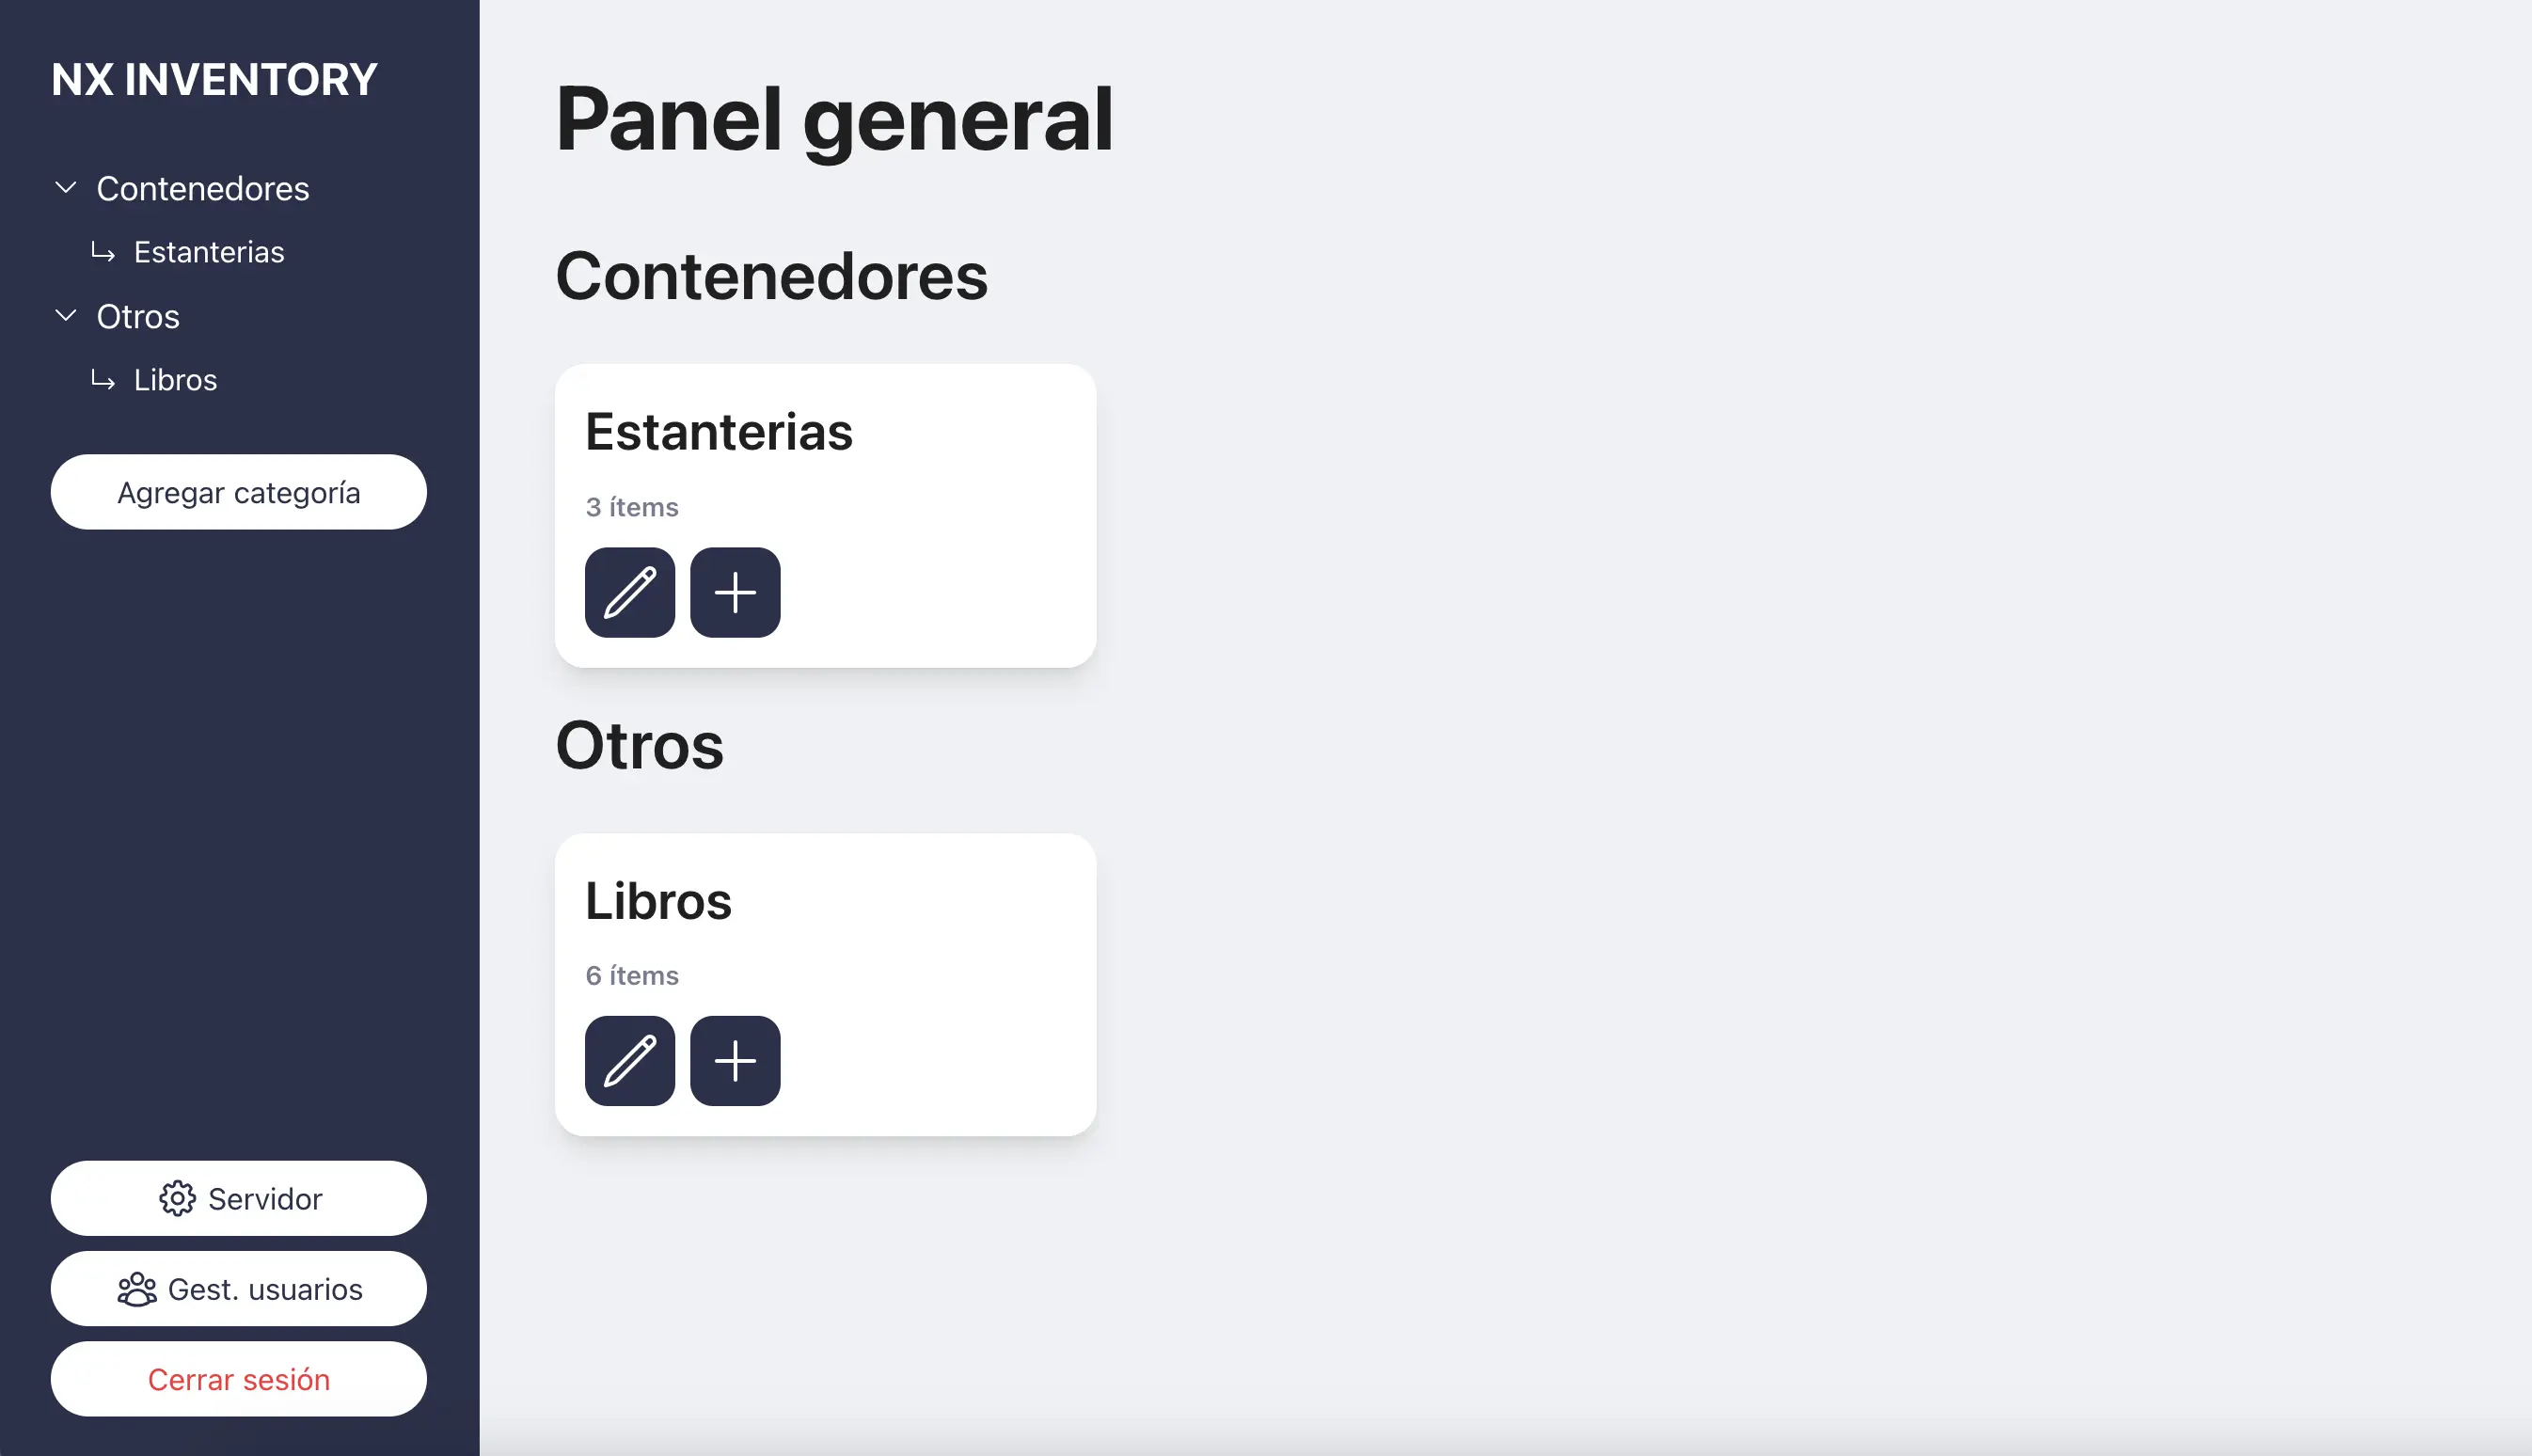 NX INVENTORY
Contenedores
Estanterias
Otros
Libros
Agregar categoría
Servidor
Gest. usuarios
Cerrar sesión
Panel general
Contenedores
Estanterias
3 ítems
Otros
Libros
6 ítems